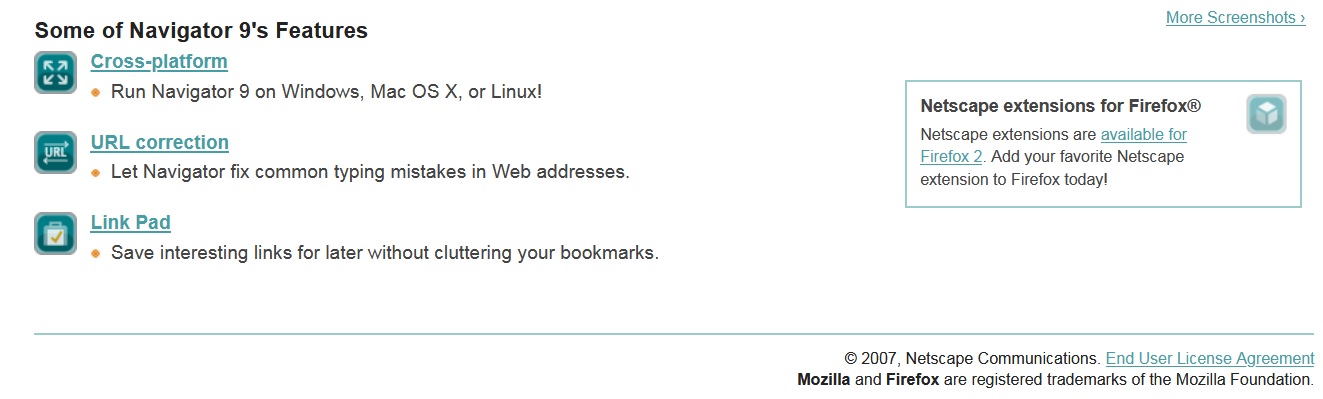 More Screenshots ›
Some of Navigator 9's Features
Cross-platform
Run Navigator 9 on Windows, Mac OS X, or Linux!
URL
URL correction
Let Navigator fix common typing mistakes in Web addresses.
Link Pad
Save interesting links for later without cluttering your bookmarks.
Netscape extensions for Firefox®
Netscape extensions are available for
Firefox 2. Add your favorite Netscape
extension to Firefox today!
© 2007, Netscape Communications. End User License Agreement
Mozilla and Firefox are registered trademarks of the Mozilla Foundation.